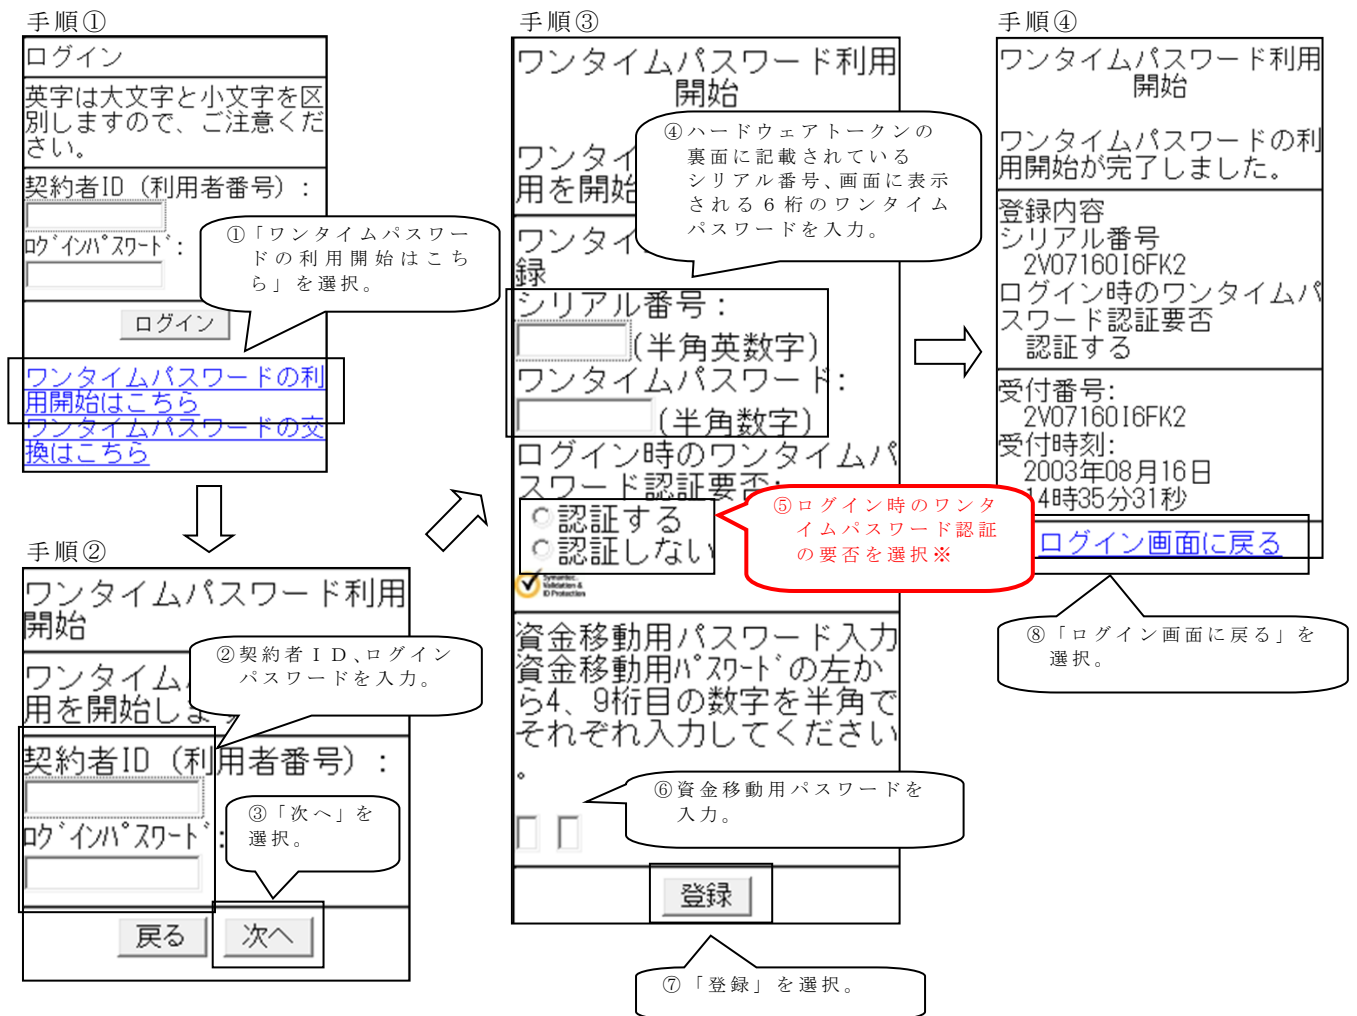 手順①
ログイン
英字は大文字と小文字を区
別しますので、ご注意くだ
さい。
契約者ID（利用者番号）:
ﾛｸﾞｲﾝﾊﾟｽﾜｰﾄﾞ:
ログイン
ワンタイムパスワードの利
用開始はこちら
ワンタイムパスワードの交
換はこちら
①「ワンタイムパスワー
ドの利用開始はこち
ら」を選択。
手順②
ワンタイムパスワード利用
開始
ワンタイム
用を開始しま
契約者ID（利用者番号）:
ﾛｸﾞｲﾝﾊﾟｽﾜｰﾄﾞ:
戻る
次へ
②契約者ＩＤ、ログイン
パスワードを入力。
③「次へ」を
選択。
手順③
ワンタイムパスワード利用
開始
ワンタイ
用を開始
ワンタイ
録
シリアル番号:
(半角英数字)
ワンタイムパスワード:
(半角数字)
ログイン時のワンタイムパ
スワード認証要否:
認証する
認証しない
Symantec.
Validation &
ID Protection
資金移動用パスワード入力
資金移動用ﾊﾟｽﾜｰﾄﾞの左か
ら4、9桁目の数字を半角で
それぞれ入力してください
。
登録
④ハードウェアトークンの
裏面に記載されている
シリアル番号、画面に表示
される６桁のワンタイム
パスワードを入力。
⑤ログイン時のワンタ
イムパスワード認証
の要否を選択※
⑥資金移動用パスワードを
入力。
⑦「登録」を選択。
手順④
ワンタイムパスワード利用
開始
ワンタイムパスワードの利
用開始が完了しました。
登録内容
シリアル番号
2V07160I6FK2
ログイン時のワンタイムパ
スワード認証要否
認証する
受付番号:
2V07160I6FK2
受付時刻:
2003年08月16日
14時35分31秒
ログイン画面に戻る
⑧「ログイン画面に戻る」を
選択。